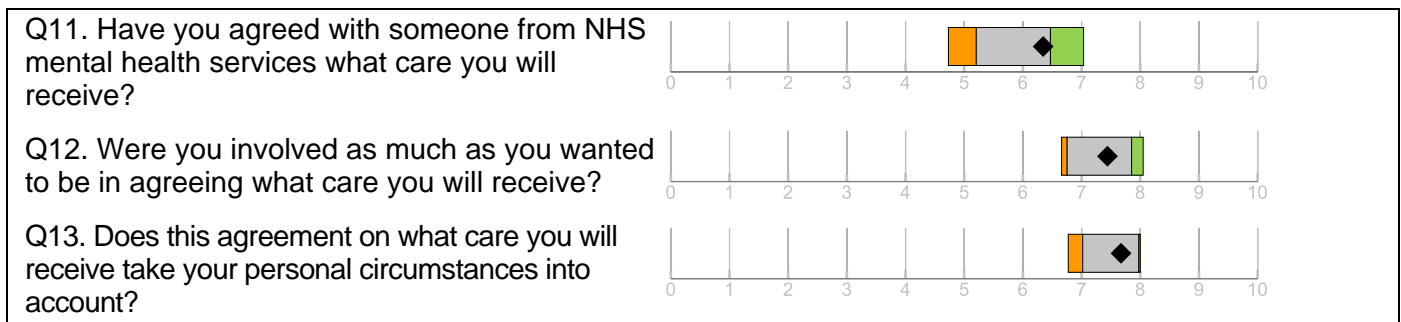 Q11. Have you agreed with someone from NHS
mental health services what care you will
receive?
0 1 2 3 4 5 6 7 8 9 10
Q12. Were you involved as much as you wanted
to be in agreeing what care you will receive?
0 1 2 3 4 5 6 7 8 9 10
Q13. Does this agreement on what care you will
receive take your personal circumstances into
account?
0 1 2 3 4 5 6 7 8 9 10